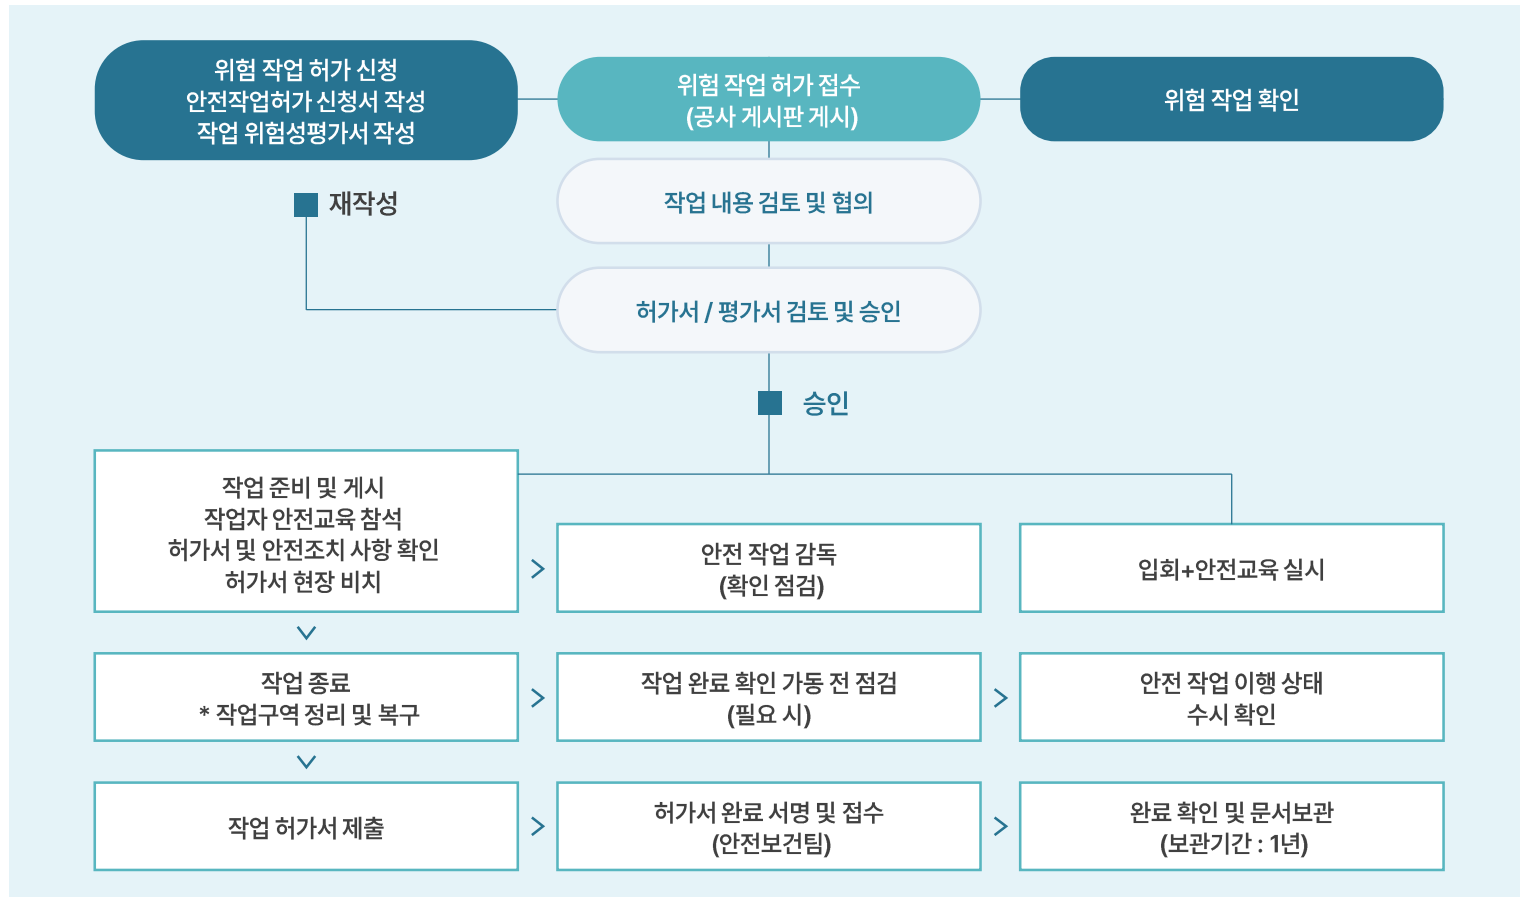 위험 작업 허가 신청
안전작업허가 신청서 작성
작업 위험성평가서 작성
위험 작업 허가 접수
(공사 게시판 게시)
위험 작업 확인
작업 내용 검토 및 협의
재작성
허가서 / 평가서 검토 및 승인
승인
작업 준비 및 게시
작업자 안전교육 참석
허가서 및 안전조치 사항 확인
허가서 현장 비치
안전 작업 감독
(확인 점검)
입회+안전교육 실시
작업 종료
* 작업구역 정리 및 복구
작업 완료 확인 가동 전 점검
(필요 시)
안전 작업 이행 상태
수시 확인
작업 허가서 제출
허가서 완료 서명 및 접수
(안전보건팀)
완료 확인 및 문서보관
(보관기간 : 1년)